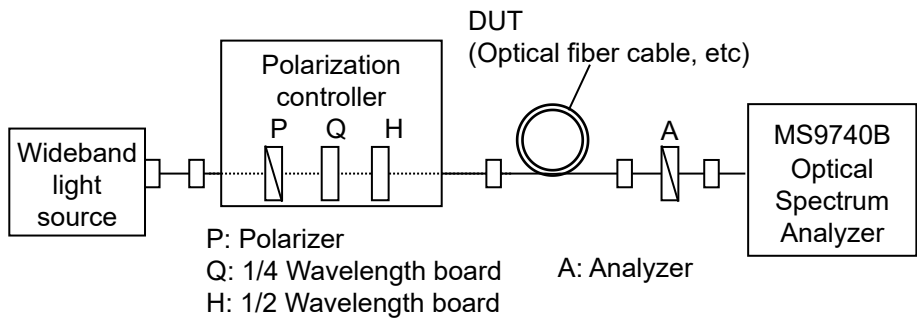 DUT
(Optical fiber cable, etc)
Polarization
controller
P Q H
A
Wideband
light
source
MS9740B
Optical
Spectrum
Analyzer
P: Polarizer
Q: 1/4 Wavelength board
H: 1/2 Wavelength board
A: Analyzer